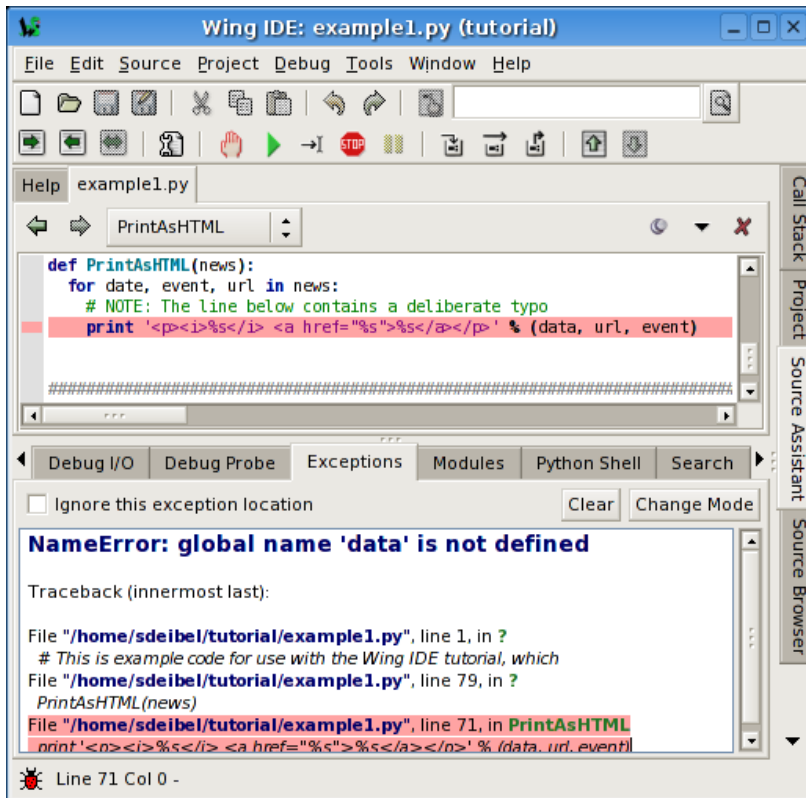 Wing IDE: example1.py (tutorial)
File Edit Source Project Debug Tools Window Help
STOP
Help example1.py
PrintAsHTML
def PrintAsHTML(news):
for date, event, url in news:
# NOTE: The line below contains a deliberate typo
print '<p><i>%s</i> <a href="%s">%s</a></p>' % (data, url, event)
########################################################################
Call Stack
Project
Source Assistant
Source Browser
Debug I/O Debug Probe Exceptions Modules Python Shell Search
Ignore this exception location Clear Change Mode
NameError: global name 'data' is not defined
Traceback (innermost last):
File "/home/sdeibel/tutorial/example1.py", line 1, in ?
# This is example code for use with the Wing IDE tutorial, which
File "/home/sdeibel/tutorial/example1.py", line 79, in ?
PrintAsHTML(news)
File "/home/sdeibel/tutorial/example1.py", line 71, in PrintAsHTML
print '<p><i>%s</i> <a href="%s">%s</a></p>' % (data, url, event)
Line 71 Col 0 -